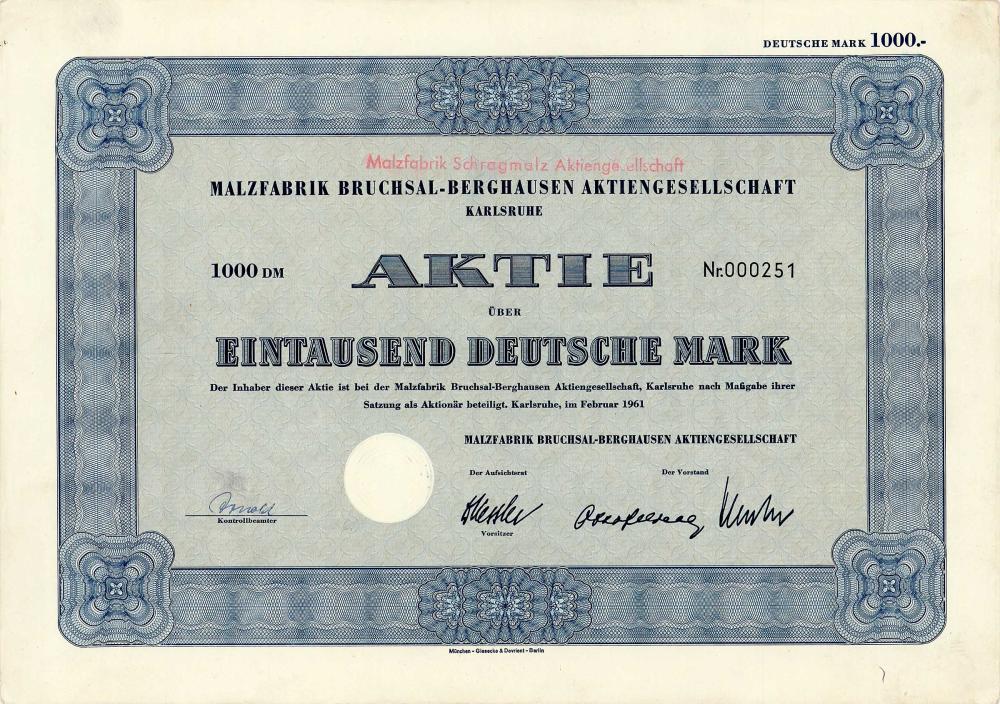 DEUTSCHE MARK 1000.-
Malzfabrik Schragmalz Aktiengesellschaft
MALZFABRIK BRUCHSAL-BERGHAUSEN AKTIENGESELLSCHAFT
KARLSRUHE
1000 DM AKTIE Nr.000251
ÜBER
EINTAUSEND DEUTSCHE MARK
Der Inhaber dieser Aktie ist bei der Malzfabrik Bruchsal-Berghausen Aktiengesellschaft, Karlsruhe nach Maßgabe ihrer
Satzung als Aktionär beteiligt. Karlsruhe, im Februar 1961
MALZFABRIK BRUCHSAL-BERGHAUSEN AKTIENGESELLSCHAFT
Der Aufsichtsrat Der Vorstand
Kontrollbeamter
Vorsitzer
München - Giesecke & Devrient - Berlin